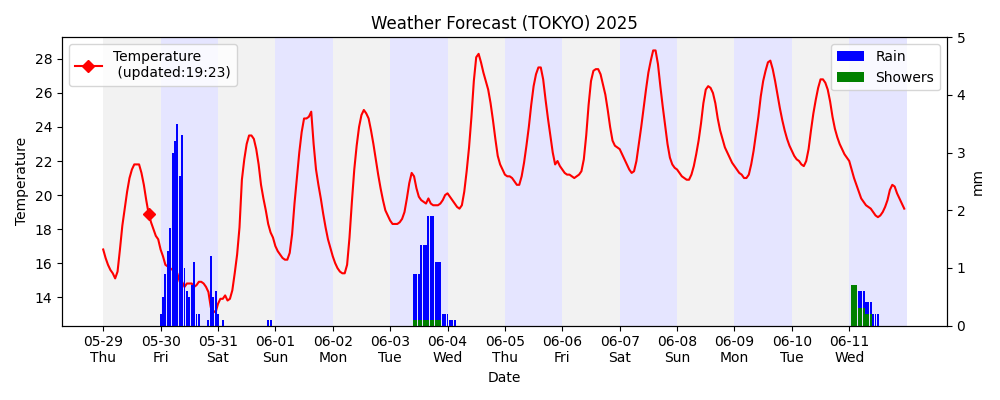 Weather Forecast (TOKYO) 2025
Temperature
(updated:19:23)
Rain
Showers
Temperature
28
26
24
22
20
18
16
14
5
4
3
2
1
0
mm
05-29 05-30 05-31 06-01 06-02 06-03 06-04 06-05 06-06 06-07 06-08 06-09 06-10 06-11
Thu Fri Sat Sun Mon Tue Wed Thu Fri Sat Sun Mon Tue Wed
Date